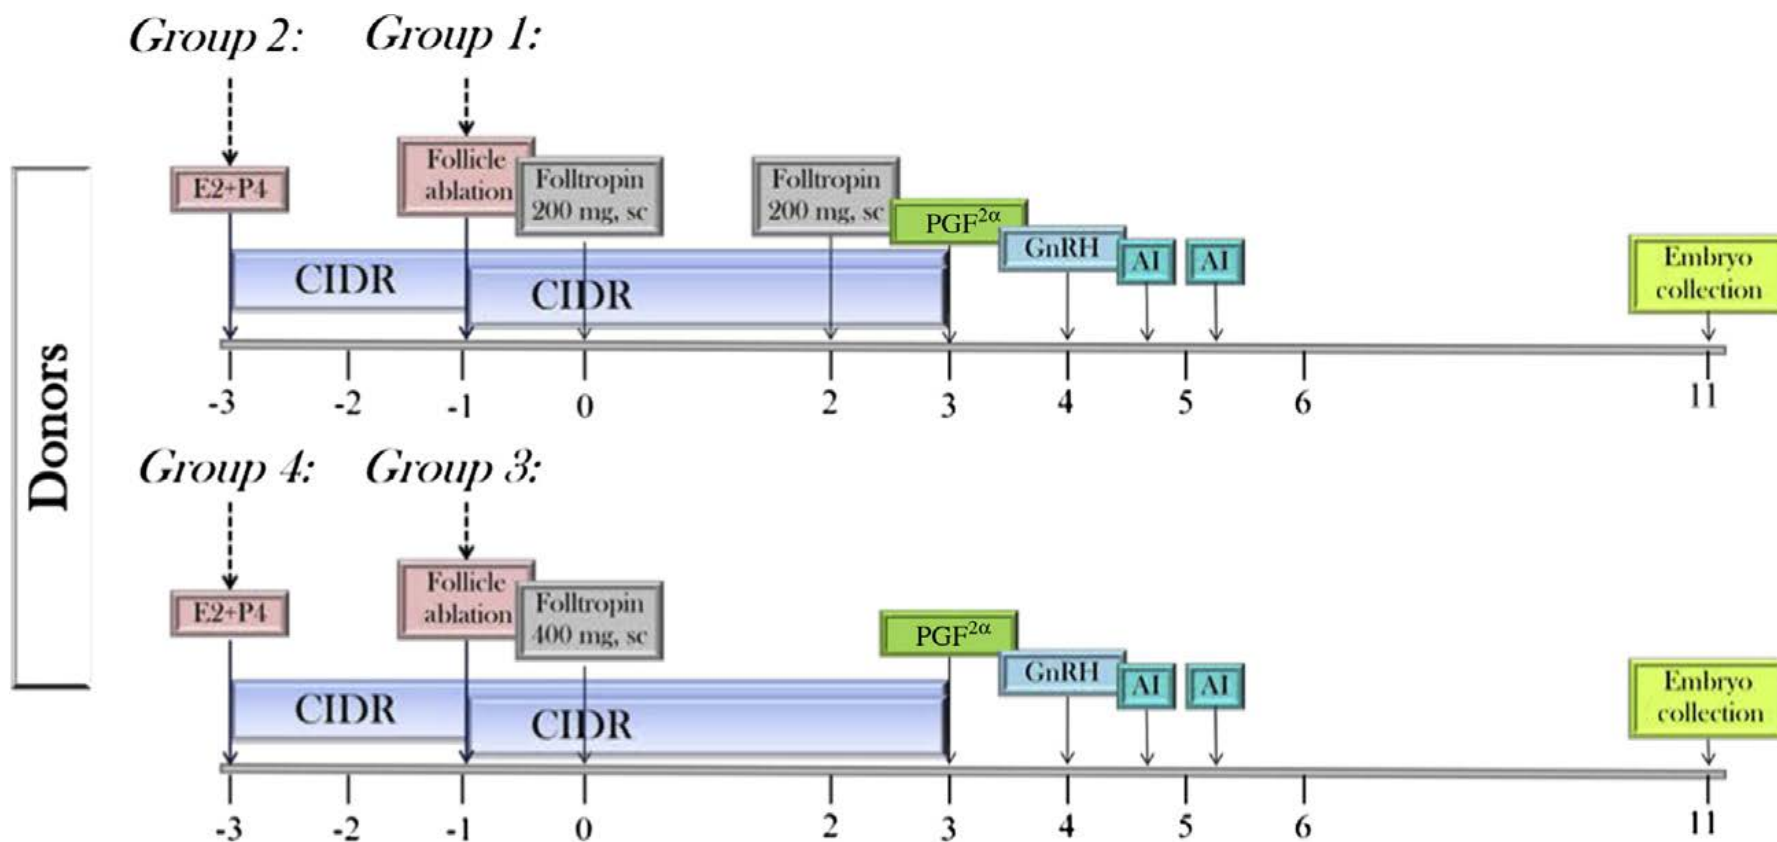 Group 2:
Group 1:
E2+P4
Follicle
ablation
Folltropin
200 mg, sc
Folltropin
200 mg, sc
PGF2α
GnRH
AI
AI
Embryo
collection
CIDR
CIDR
-3
-2
-1
0
2
3
4
5
6
11
Donors
Group 4:
Group 3:
E2+P4
Follicle
ablation
Folltropin
400 mg, sc
PGF2α
GnRH
AI
AI
Embryo
collection
CIDR
CIDR
-3
-2
-1
0
2
3
4
5
6
11